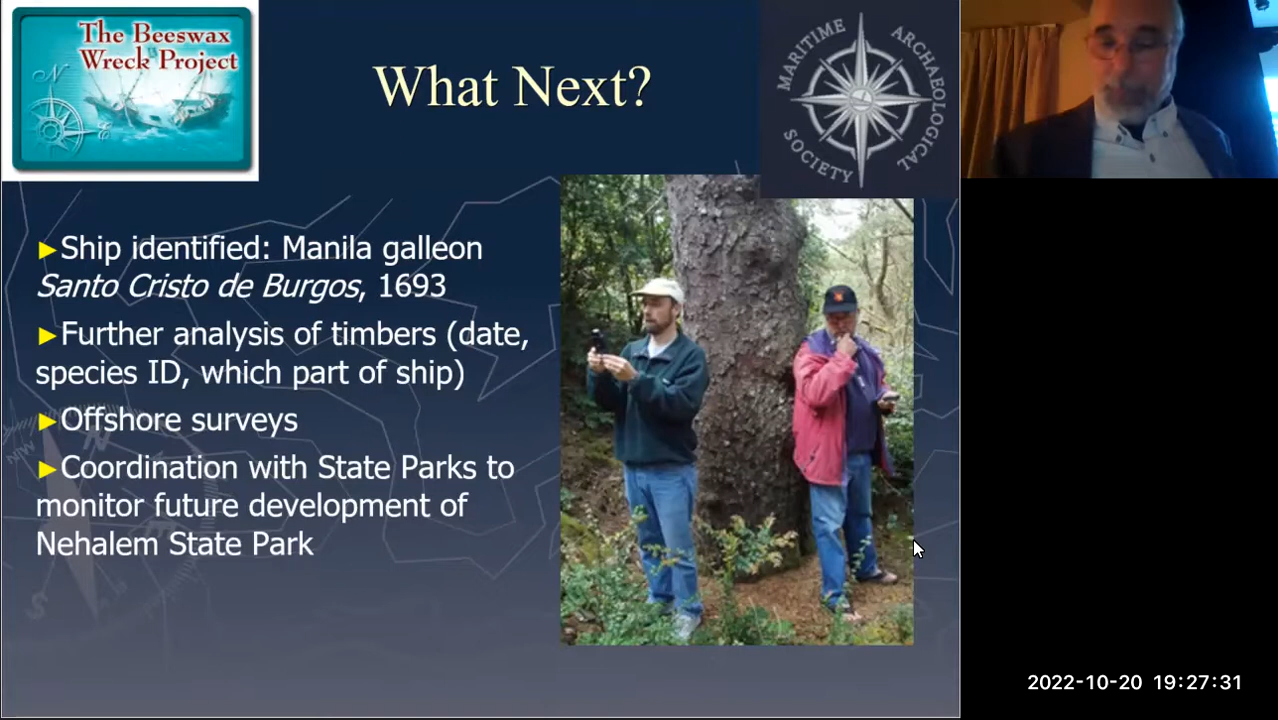 The Beeswax
Wreck Project
N
E
What Next?
MARITIME ARCHAEOLOGICAL
SOCIETY
►Ship identified: Manila galleon
Santo Cristo de Burgos, 1693
►Further analysis of timbers (date,
species ID, which part of ship)
►Offshore surveys
►Coordination with State Parks to
monitor future development of
Nehalem State Park
NW
N
S
2022-10-20 19:27:31